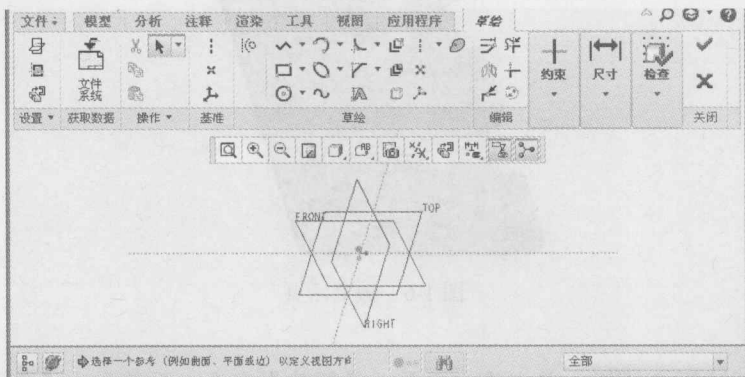 文件 模型 分析 注释 渲染 工具 视图 应用程序 草绘
文件系统
约束 尺寸 检查
设置 获取数据 操作 基准 草绘 编辑 关闭
FRONT
TOP
RIGHT
选择一个参考(例如曲面、平面或边)以定义视图方向
全部